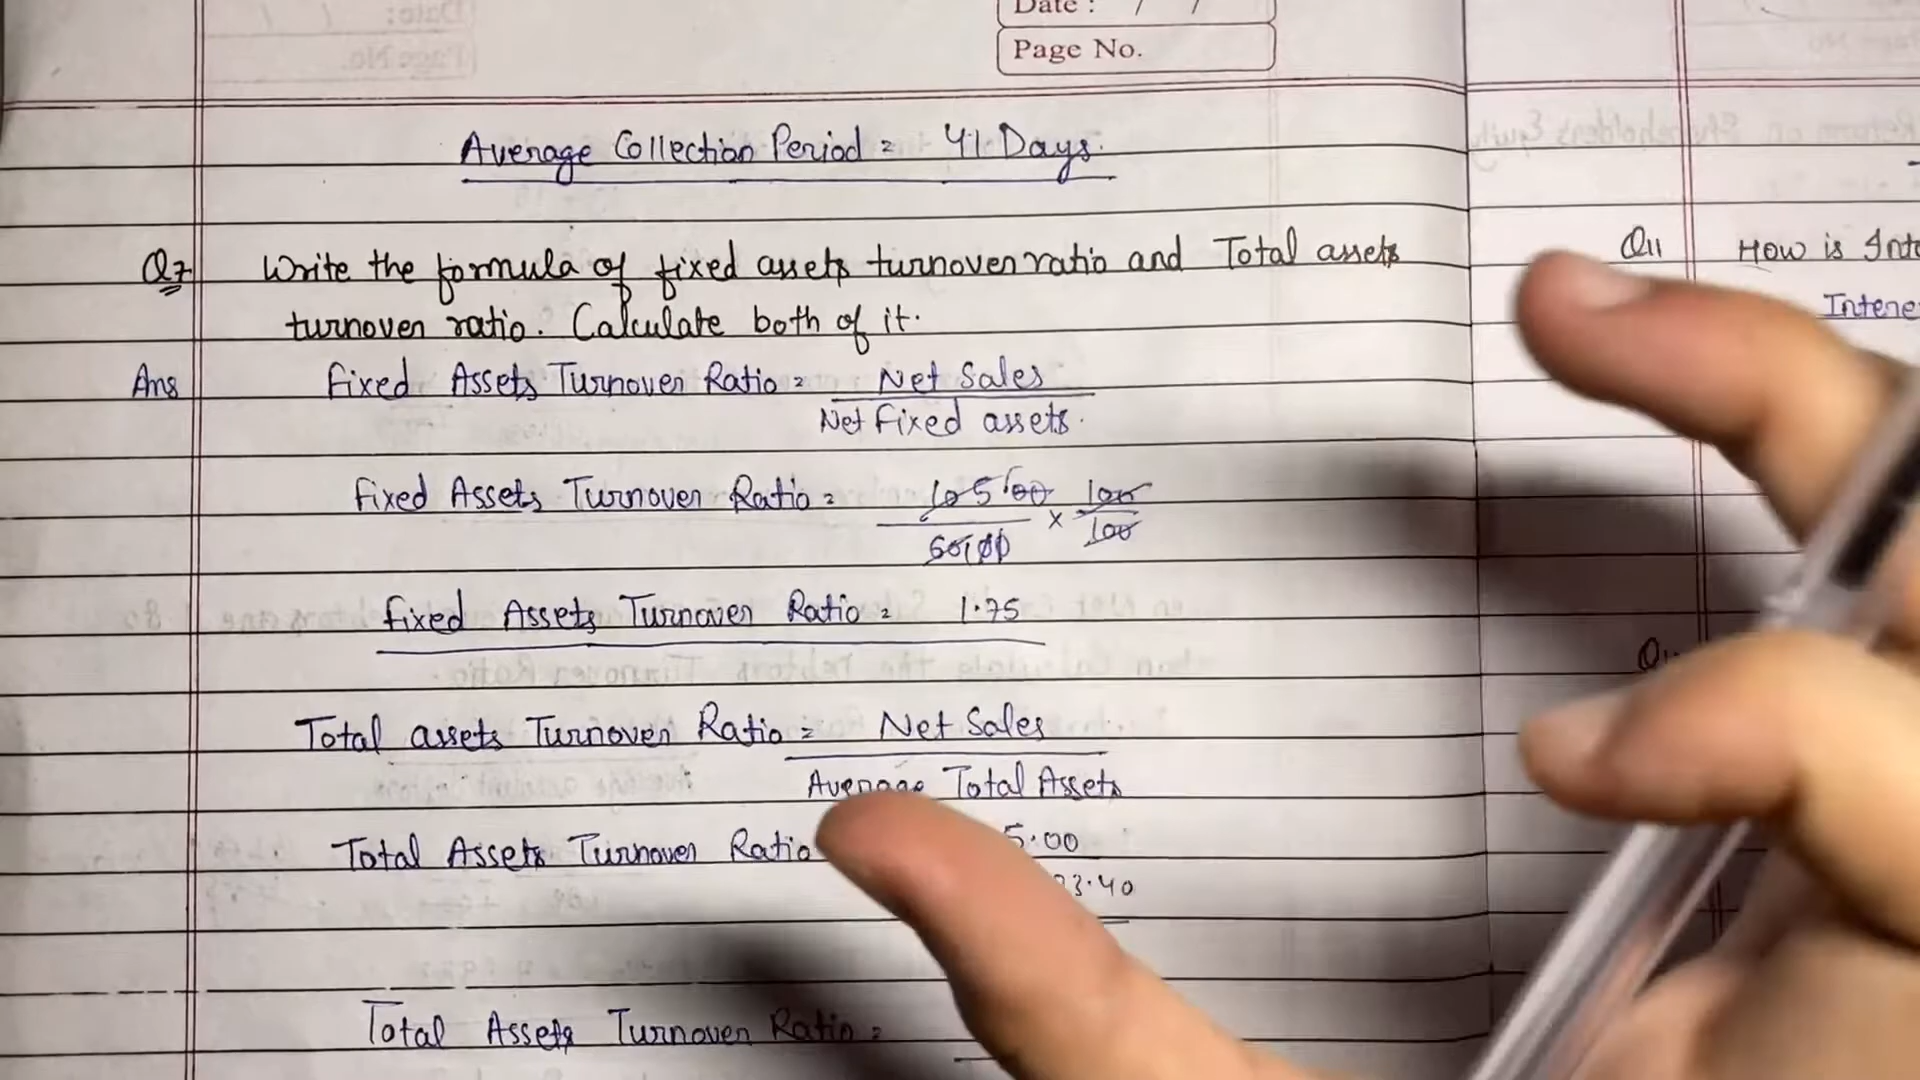 Date : / /
Page No.
Average Collection Period = 41 Days.
Q7 Write the formula of fixed assets turnover ratio and Total assets
turnover ratio. Calculate both of it.
Ans Fixed Assets Turnover Ratio = Net Sales
Net Fixed assets.
Fixed Assets Turnover Ratio = 105.00 × 100
60.00 100
Fixed Assets Turnover Ratio = 1.75
Total assets Turnover Ratio = Net Sales
Average Total Assets
Total Assets Turnover Ratio 5.00
3.40
Total Assets Turnover Ratio =
Q11 How is